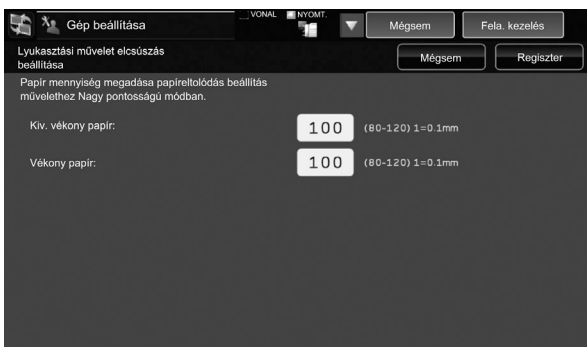 Gép beállítása
VONAL
NYOMT.
Mégsem
Fela. kezelés
Lyukasztási művelet elcsúszás
beállítása
Mégsem
Regiszter
Papír mennyiség megadása papíreltolódás beállítás
művelethez Nagy pontosságú módban.
Kiv. vékony papír:
100
(80-120) 1=0.1mm
Vékony papír:
100
(80-120) 1=0.1mm